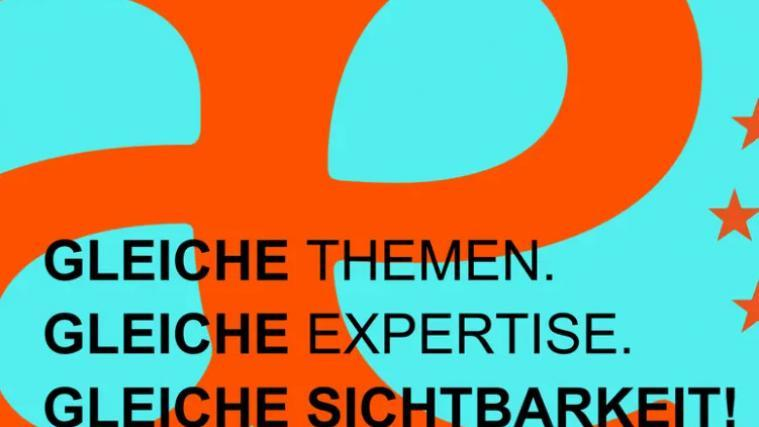 GLEICHE THEMEN.
GLEICHE EXPERTISE.
GLEICHE SICHTBARKEIT!